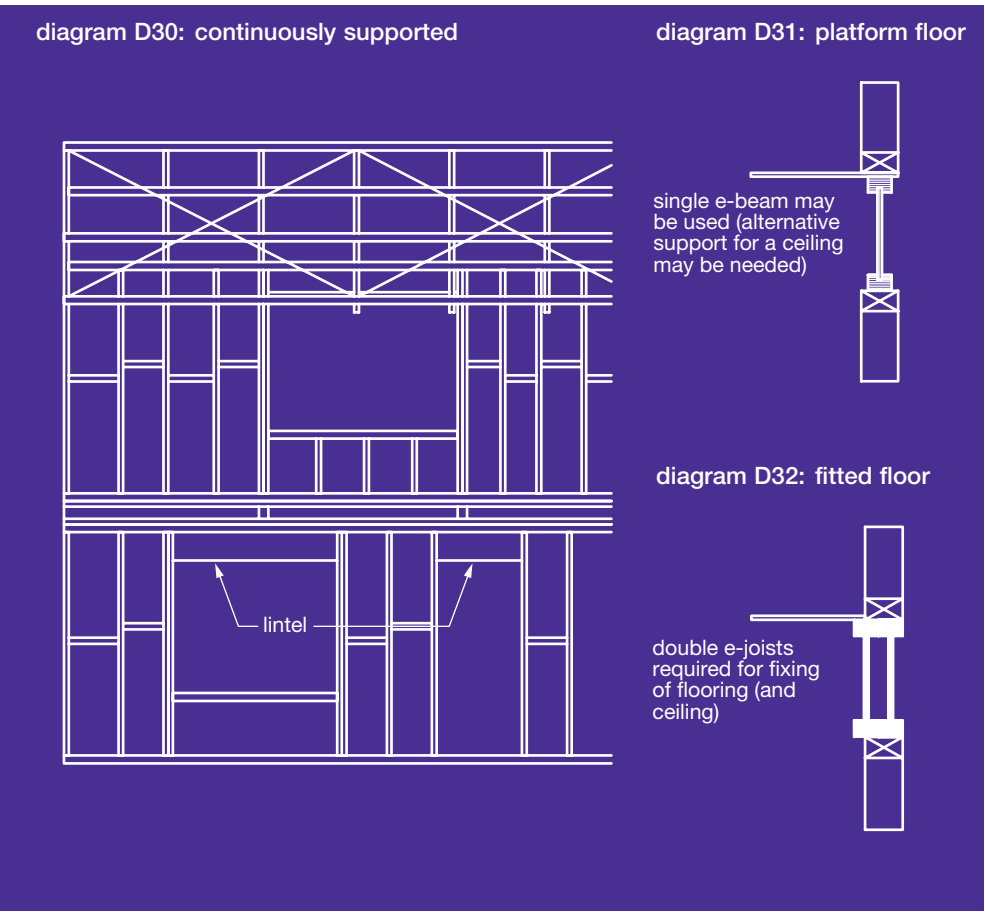 diagram D30: continuously supported
diagram D31: platform floor
single e-beam may
be used (alternative
support for a ceiling
may be needed)
diagram D32: fitted floor
lintel
double e-joists
required for fixing
of flooring (and
ceiling)